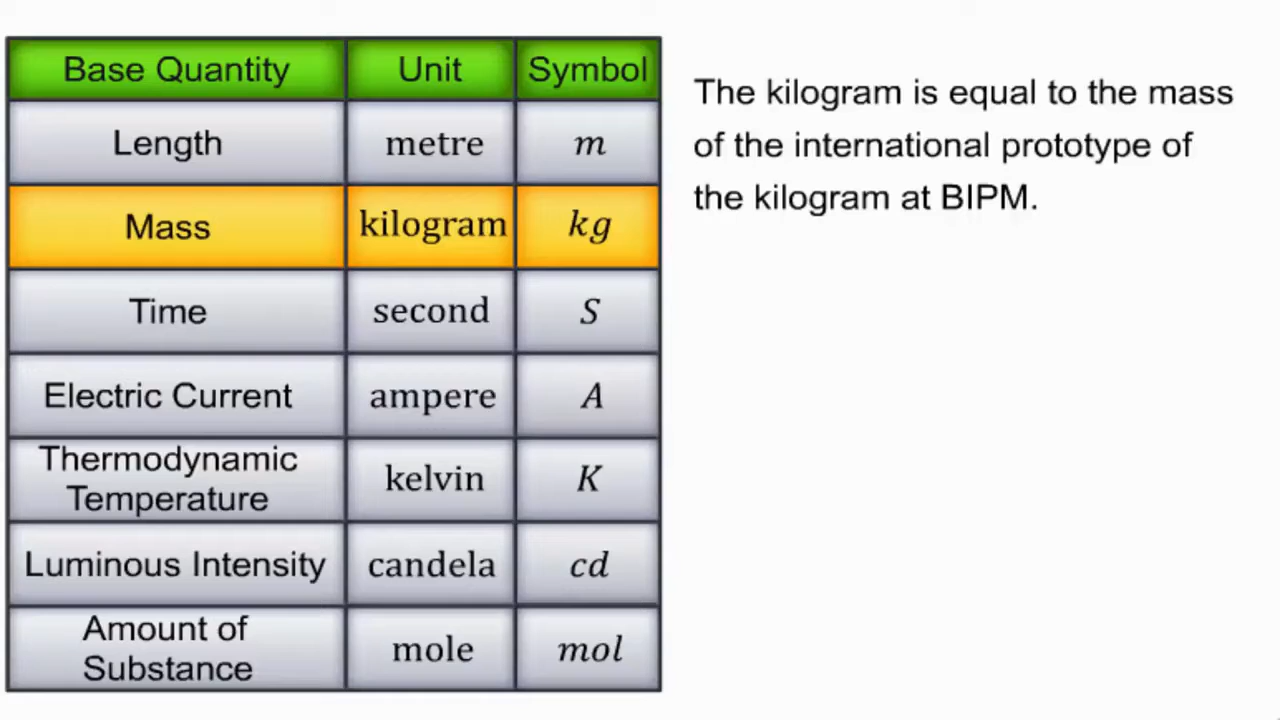 Base Quantity Unit Symbol
Length metre m
Mass kilogram kg
Time second S
Electric Current ampere A
Thermodynamic
Temperature kelvin K
Luminous Intensity candela cd
Amount of
Substance mole mol
The kilogram is equal to the mass
of the international prototype of
the kilogram at BIPM.